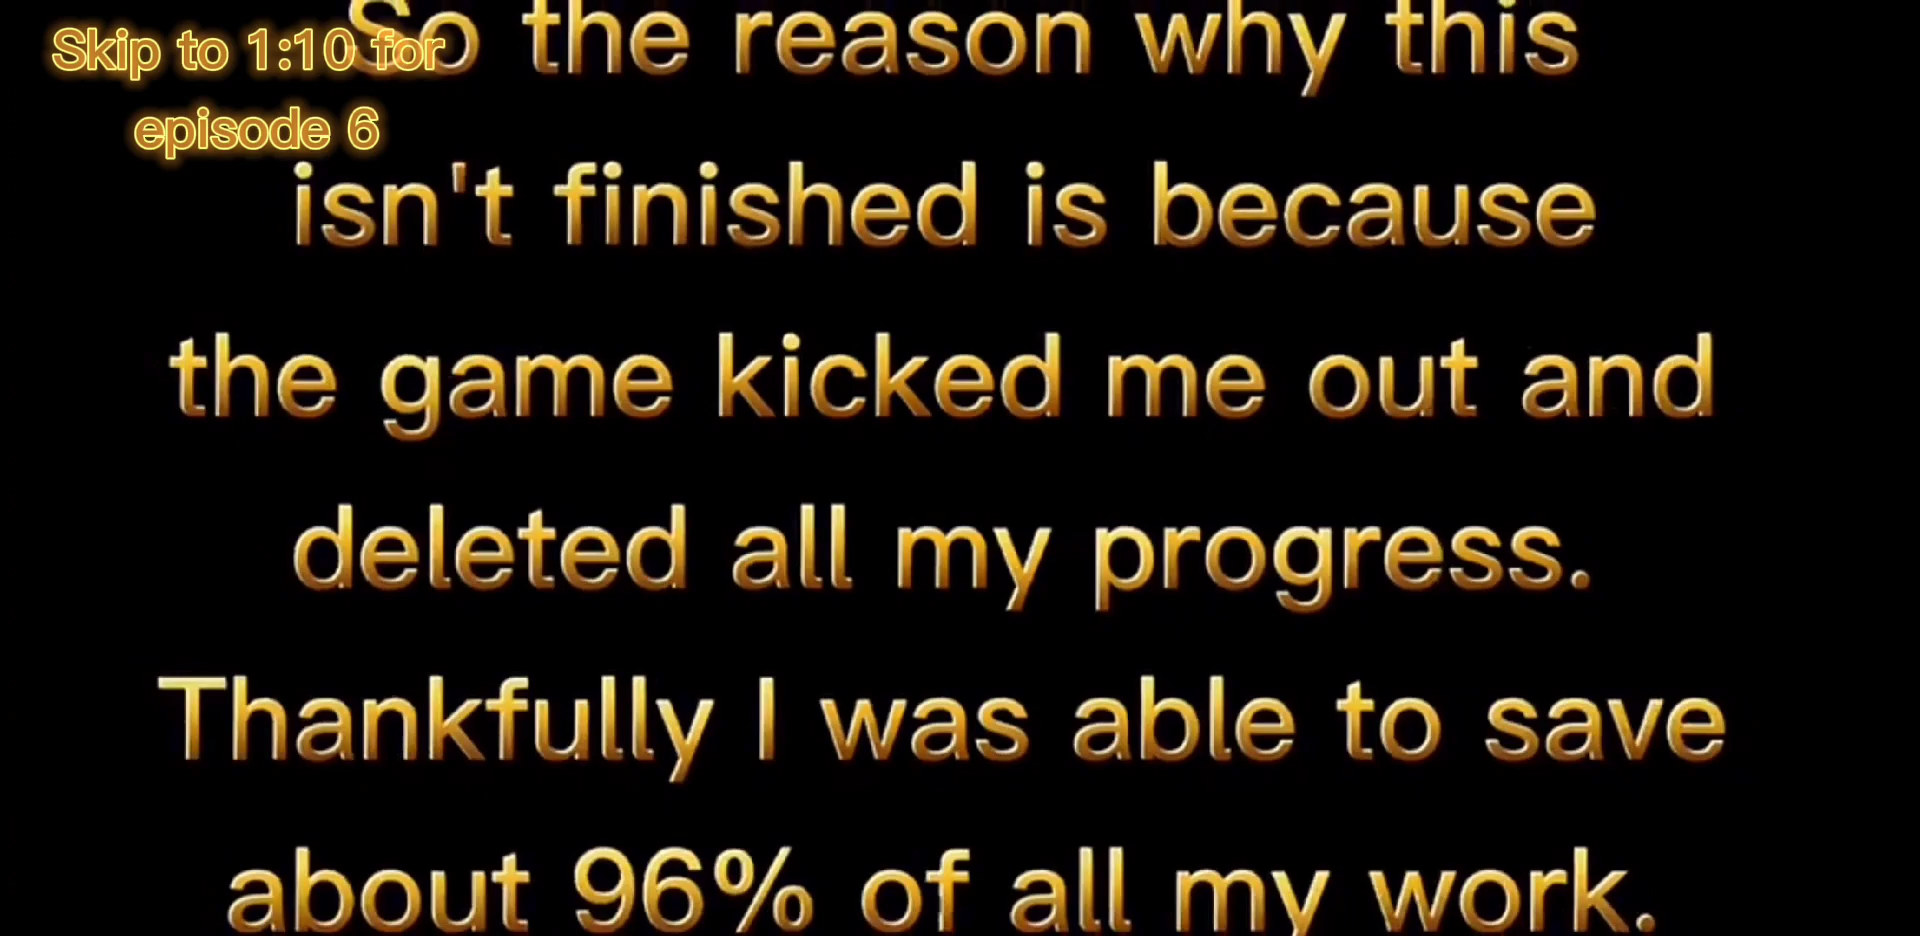 Skip to 1:10 for
episode 6
So the reason why this
isn't finished is because
the game kicked me out and
deleted all my progress.
Thankfully I was able to save
about 96% of all my work.